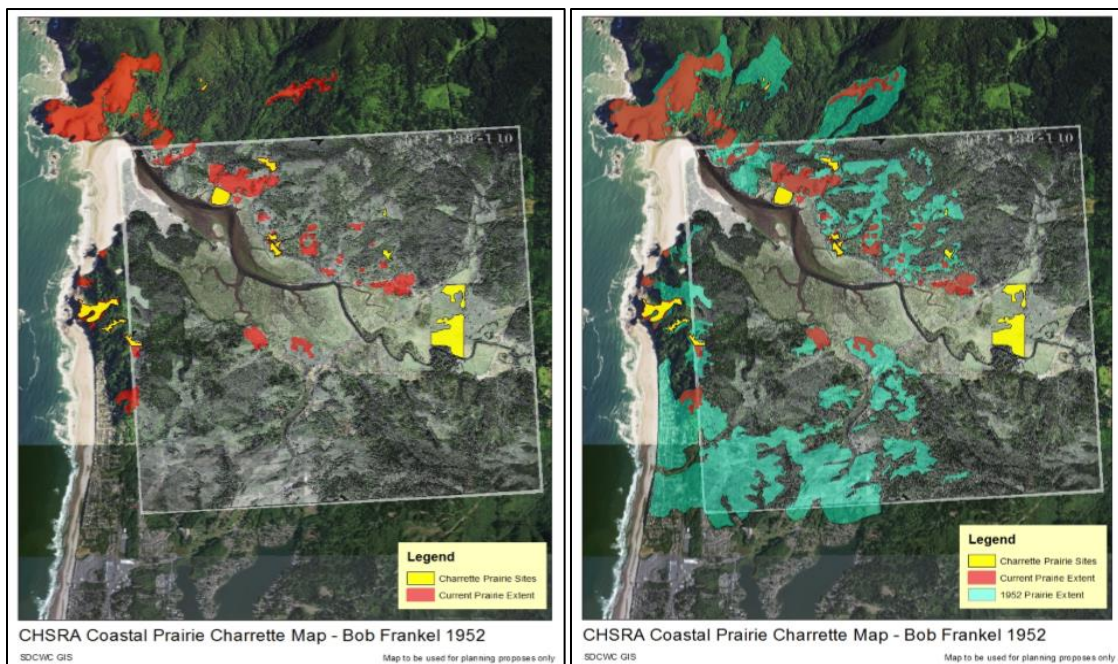 Legend
Charrette Prairie Sites
Current Prairie Extent
CHSRA Coastal Prairie Charrette Map - Bob Frankel 1952
SDCWC GIS
Map to be used for planning proposes only
Legend
Charrette Prairie Sites
Current Prairie Extent
1952 Prairie Extent
CHSRA Coastal Prairie Charrette Map - Bob Frankel 1952
SDCWC GIS
Map to be used for planning proposes only